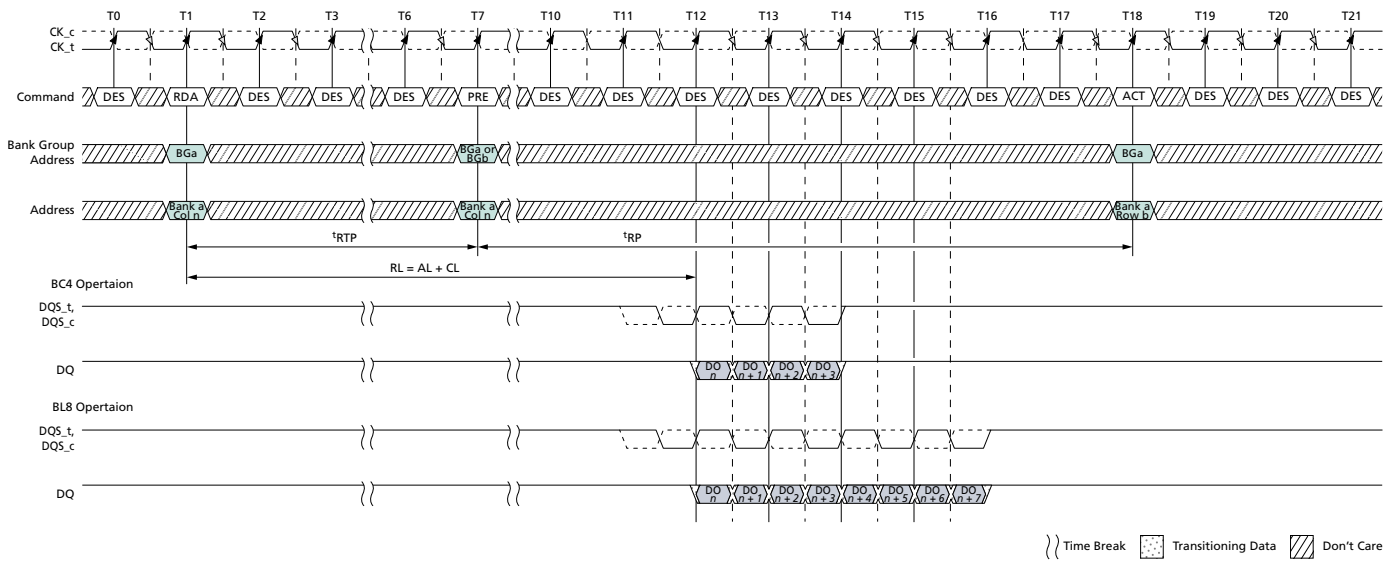 T0 T1 T2 T3 T6 T7 T10 T11 T12 T13 T14 T15 T16 T17 T18 T19 T20 T21
CK_c
CK_t
Command DES RDA DES DES DES PRE DES DES DES DES DES DES DES DES ACT DES DES DES
Bank Group
Address
BGa
BGa or
BGb
BGa
Address
Bank a
Col n
Bank a
Col n
Bank a
Row b
tRTP
tRP
RL = AL + CL
BC4 Opertaion
DQS_t,
DQS_c
DQ
DO
n
DO
n + 1
DO
n + 2
DO
n + 3
BL8 Opertaion
DQS_t,
DQS_c
DQ
DO
n
DO
n + 1
DO
n + 2
DO
n + 3
DO
n + 4
DO
n + 5
DO
n + 6
DO
n + 7
Time Break
Transitioning Data
Don't Care